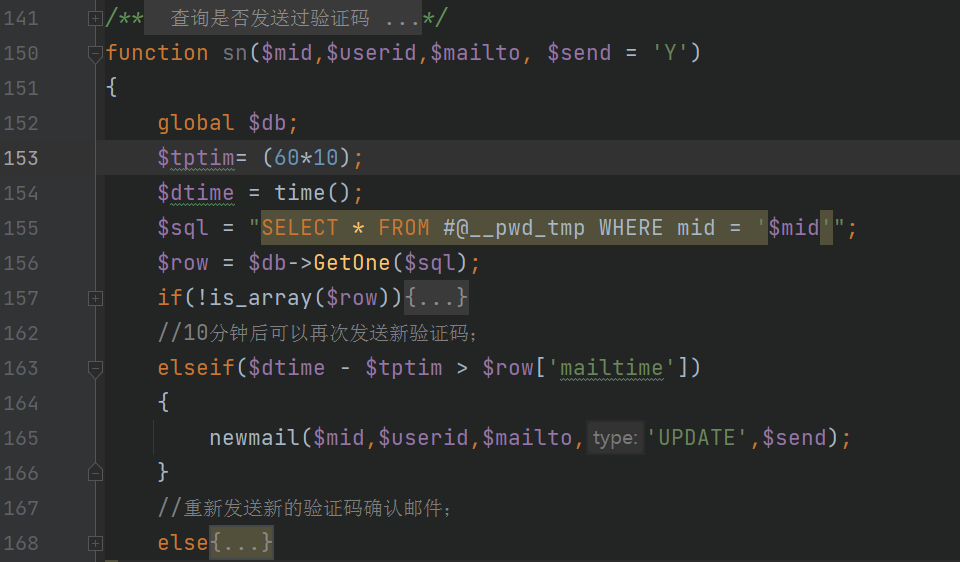 141 /** 查询是否发送过验证码 ...*/
150 function sn($mid,$userid,$mailto, $send = 'Y')
151 {
152 global $db;
153 $tptim= (60*10);
154 $dtime = time();
155 $sql = "SELECT * FROM #@__pwd_tmp WHERE mid = '$mid'";
156 $row = $db->GetOne($sql);
157 if(!is_array($row)){...}
162 //10分钟后可以再次发送新验证码;
163 elseif($dtime - $tptim > $row['mailtime'])
164 {
165 newmail($mid,$userid,$mailto, type: 'UPDATE',$send);
166 }
167 //重新发送新的验证码确认邮件;
168 else{...}